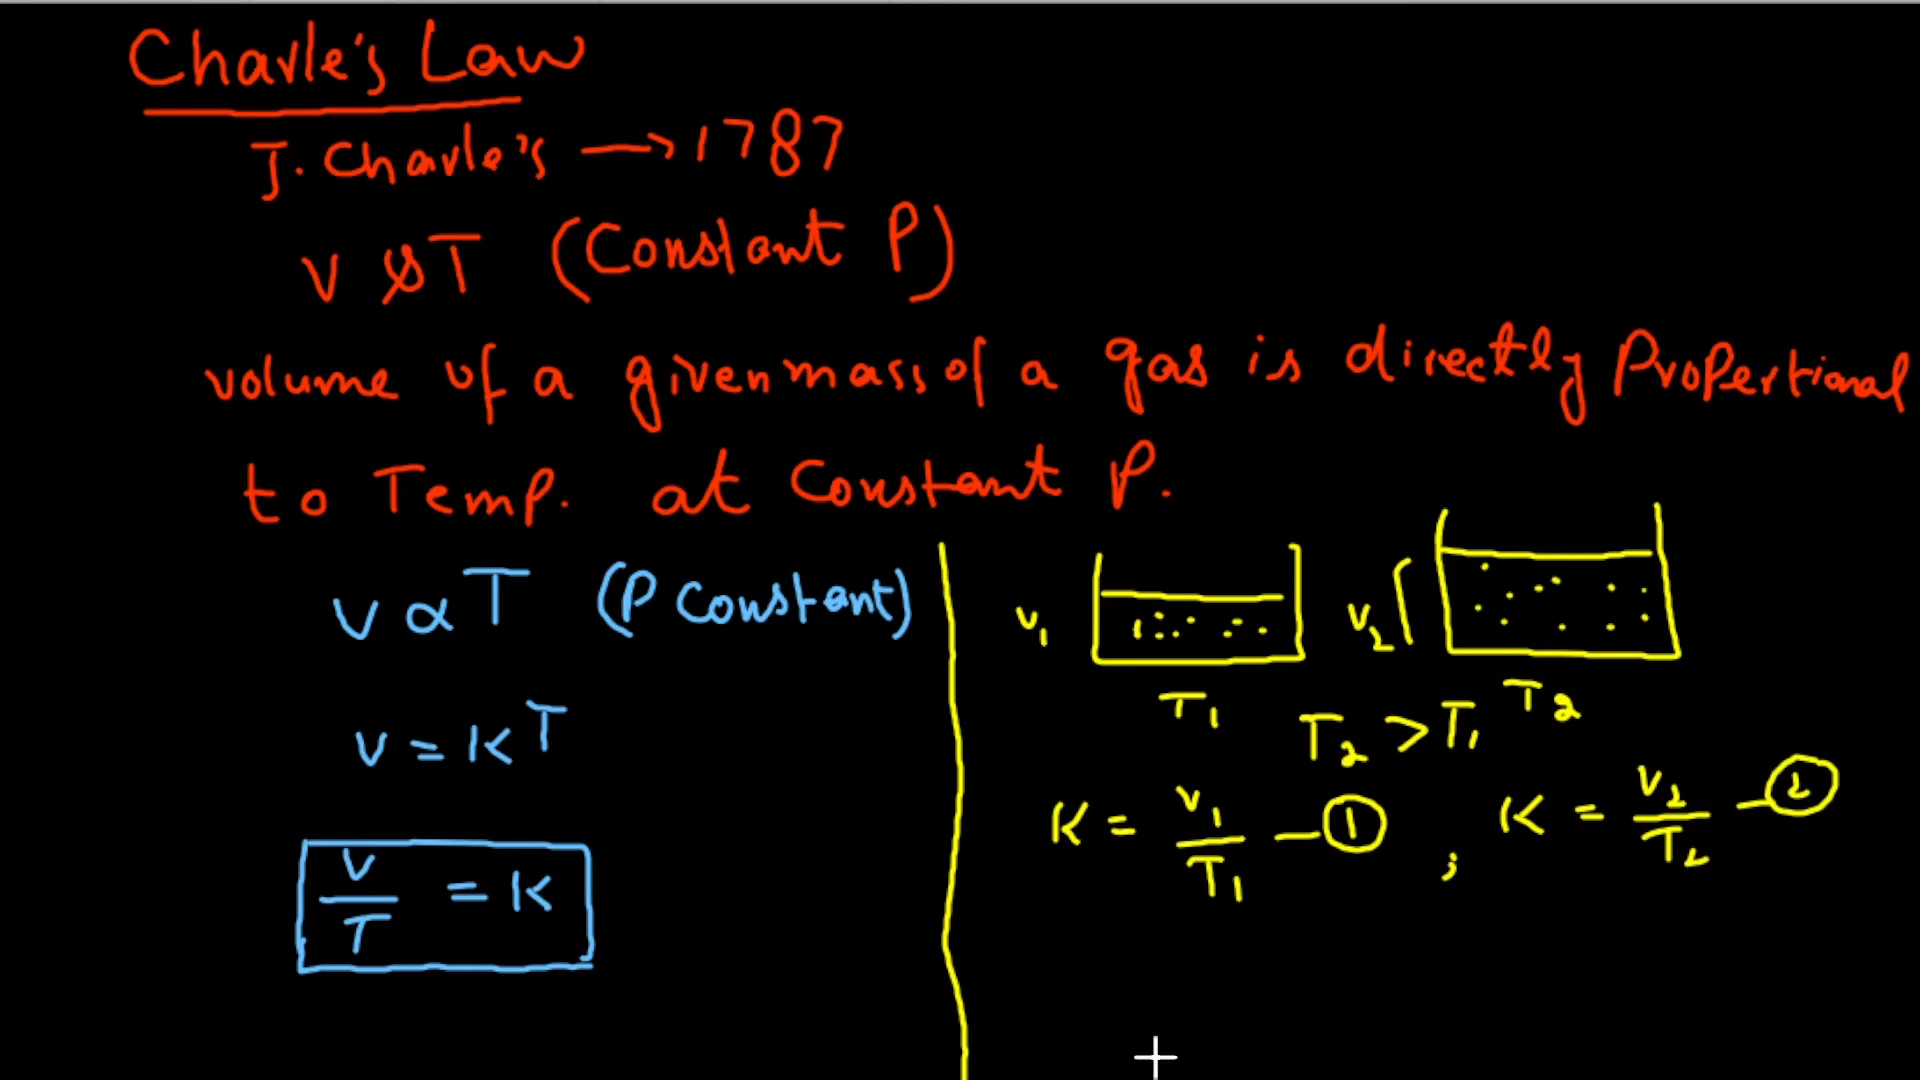 Charle's Law
J. Charle's → 1787
V & T (Constant P)
volume of a given mass of a gas is directly Propertional
to Temp. at Constant P.
V ∝ T (P Constant)
V = KT
V/T = K
V1
V2
T1
T2
T2 > T1
K = V1/T1 — ① ; K = V2/T2 — ②